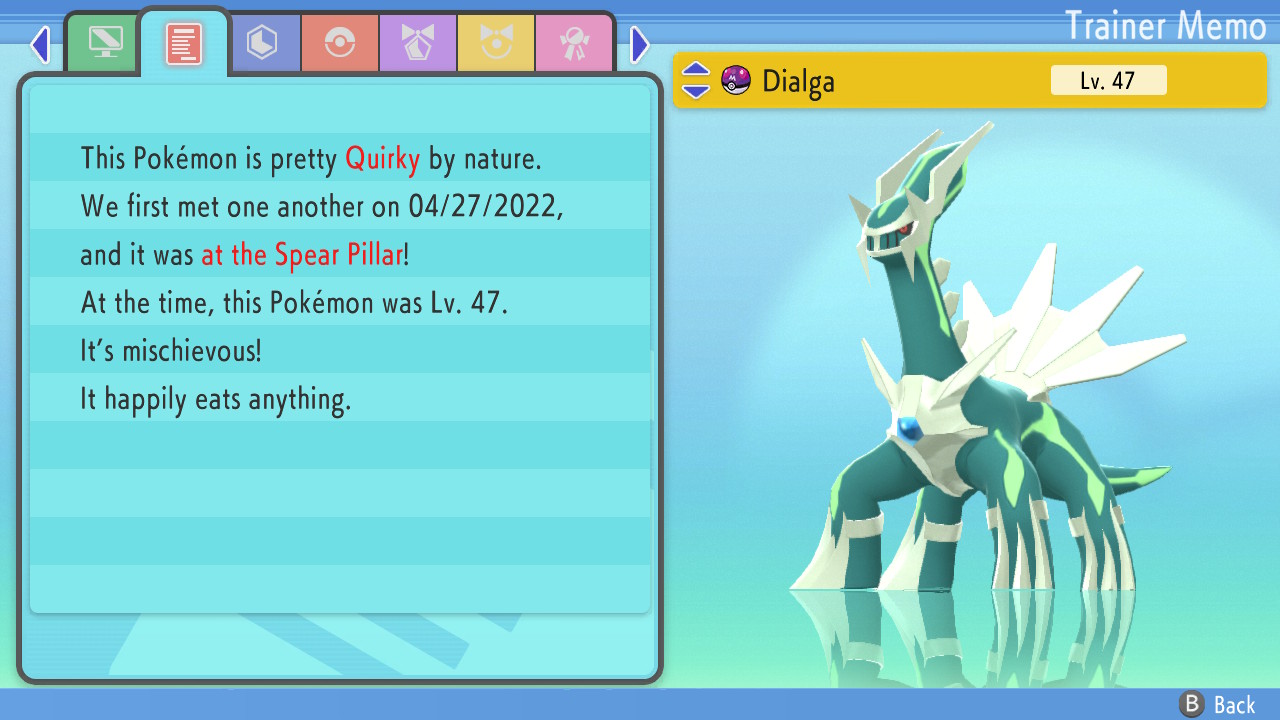 Trainer Memo
Dialga
Lv. 47
This Pokémon is pretty Quirky by nature.
We first met one another on 04/27/2022,
and it was at the Spear Pillar!
At the time, this Pokémon was Lv. 47.
It's mischievous!
It happily eats anything.
B Back